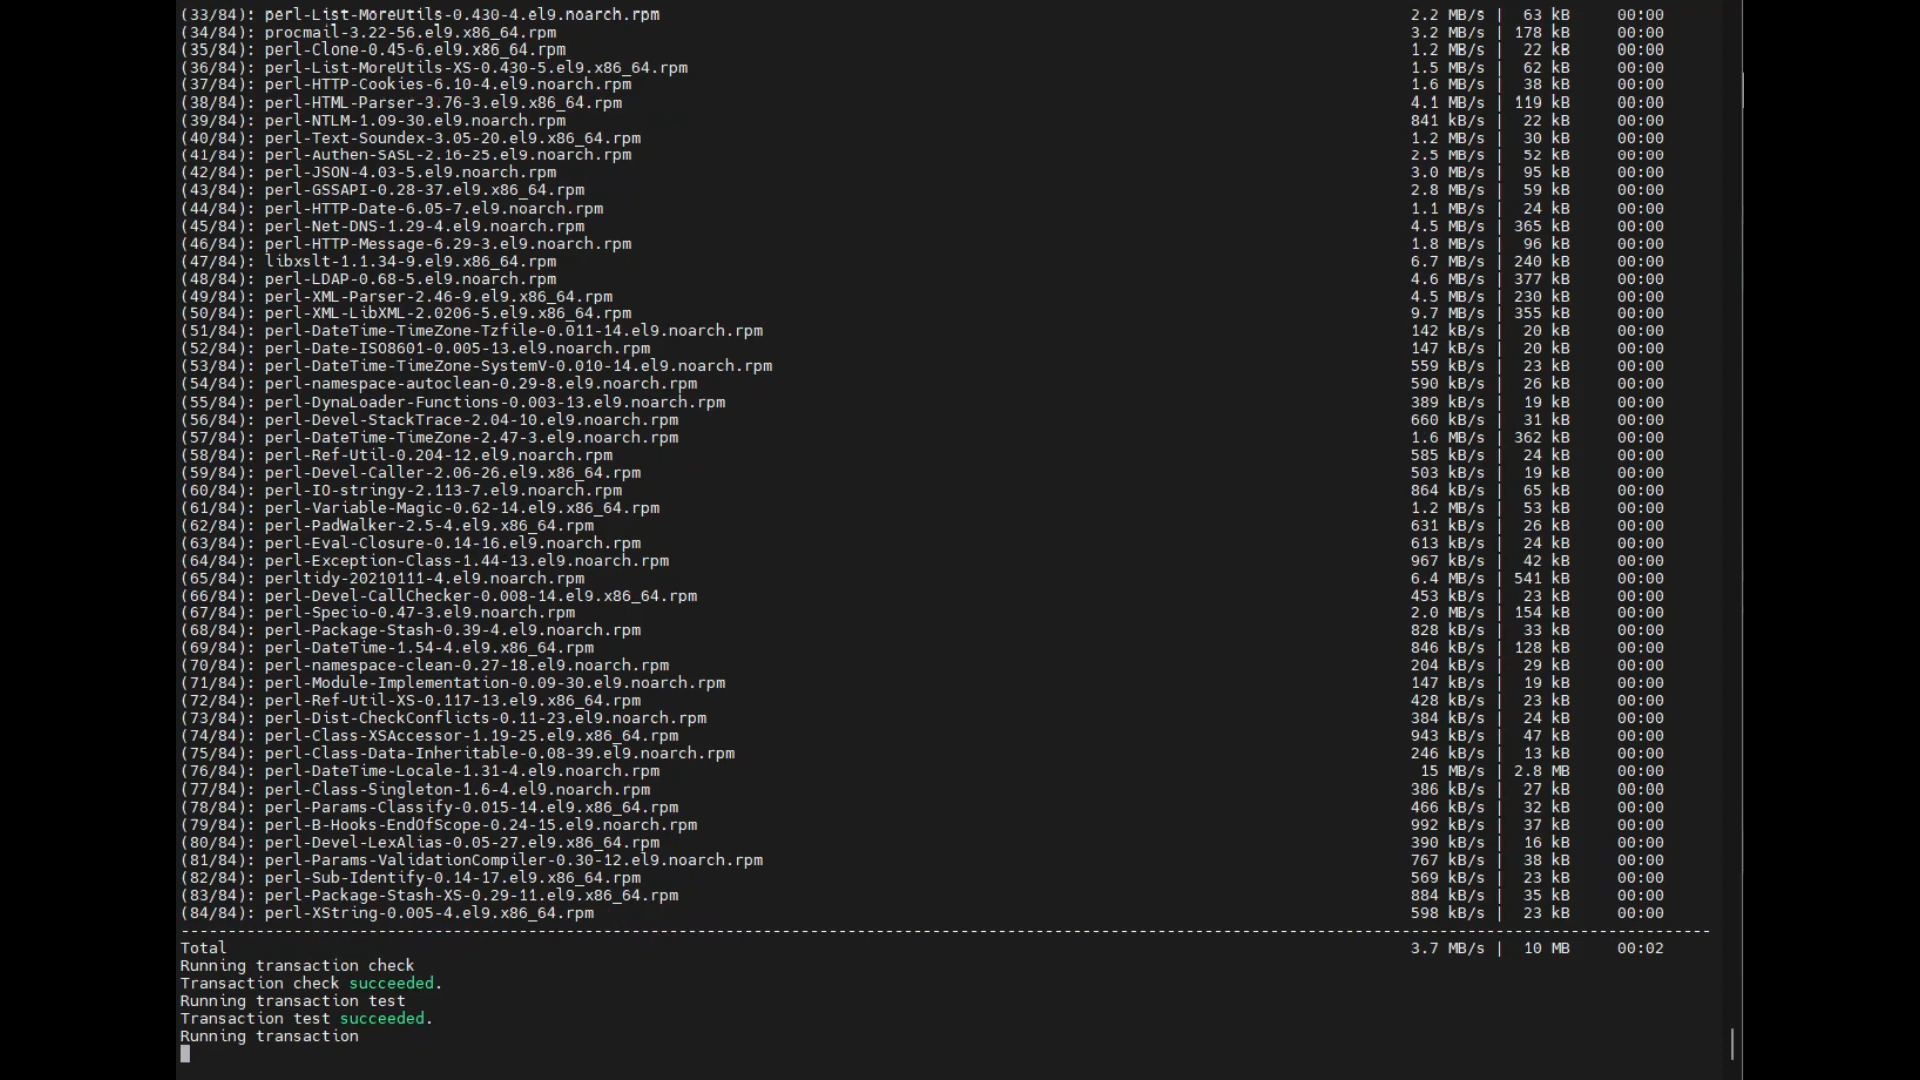 (33/84): perl-List-MoreUtils-0.430-4.el9.noarch.rpm 2.2 MB/s | 63 kB 00:00
(34/84): procmail-3.22-56.el9.x86_64.rpm 3.2 MB/s | 178 kB 00:00
(35/84): perl-Clone-0.45-6.el9.x86_64.rpm 1.2 MB/s | 22 kB 00:00
(36/84): perl-List-MoreUtils-XS-0.430-5.el9.x86_64.rpm 1.5 MB/s | 62 kB 00:00
(37/84): perl-HTTP-Cookies-6.10-4.el9.noarch.rpm 1.6 MB/s | 38 kB 00:00
(38/84): perl-HTML-Parser-3.76-3.el9.x86_64.rpm 4.1 MB/s | 119 kB 00:00
(39/84): perl-NTLM-1.09-30.el9.noarch.rpm 841 kB/s | 22 kB 00:00
(40/84): perl-Text-Soundex-3.05-20.el9.x86_64.rpm 1.2 MB/s | 30 kB 00:00
(41/84): perl-Authen-SASL-2.16-25.el9.noarch.rpm 2.5 MB/s | 52 kB 00:00
(42/84): perl-JSON-4.03-5.el9.noarch.rpm 3.0 MB/s | 95 kB 00:00
(43/84): perl-GSSAPI-0.28-37.el9.x86_64.rpm 2.8 MB/s | 59 kB 00:00
(44/84): perl-HTTP-Date-6.05-7.el9.noarch.rpm 1.1 MB/s | 24 kB 00:00
(45/84): perl-Net-DNS-1.29-4.el9.noarch.rpm 4.5 MB/s | 365 kB 00:00
(46/84): perl-HTTP-Message-6.29-3.el9.noarch.rpm 1.8 MB/s | 96 kB 00:00
(47/84): libxslt-1.1.34-9.el9.x86_64.rpm 6.7 MB/s | 240 kB 00:00
(48/84): perl-LDAP-0.68-5.el9.noarch.rpm 4.6 MB/s | 377 kB 00:00
(49/84): perl-XML-Parser-2.46-9.el9.x86_64.rpm 4.5 MB/s | 230 kB 00:00
(50/84): perl-XML-LibXML-2.0206-5.el9.x86_64.rpm 9.7 MB/s | 355 kB 00:00
(51/84): perl-DateTime-TimeZone-Tzfile-0.011-14.el9.noarch.rpm 142 kB/s | 20 kB 00:00
(52/84): perl-Date-ISO8601-0.005-13.el9.noarch.rpm 147 kB/s | 20 kB 00:00
(53/84): perl-DateTime-TimeZone-SystemV-0.010-14.el9.noarch.rpm 559 kB/s | 23 kB 00:00
(54/84): perl-namespace-autoclean-0.29-8.el9.noarch.rpm 590 kB/s | 26 kB 00:00
(55/84): perl-DynaLoader-Functions-0.003-13.el9.noarch.rpm 389 kB/s | 19 kB 00:00
(56/84): perl-Devel-StackTrace-2.04-10.el9.noarch.rpm 660 kB/s | 31 kB 00:00
(57/84): perl-DateTime-TimeZone-2.47-3.el9.noarch.rpm 1.6 MB/s | 362 kB 00:00
(58/84): perl-Ref-Util-0.204-12.el9.noarch.rpm 585 kB/s | 24 kB 00:00
(59/84): perl-Devel-Caller-2.06-26.el9.x86_64.rpm 503 kB/s | 19 kB 00:00
(60/84): perl-IO-stringy-2.113-7.el9.noarch.rpm 864 kB/s | 65 kB 00:00
(61/84): perl-Variable-Magic-0.62-14.el9.x86_64.rpm 1.2 MB/s | 53 kB 00:00
(62/84): perl-PadWalker-2.5-4.el9.x86_64.rpm 631 kB/s | 26 kB 00:00
(63/84): perl-Eval-Closure-0.14-16.el9.noarch.rpm 613 kB/s | 24 kB 00:00
(64/84): perl-Exception-Class-1.44-13.el9.noarch.rpm 967 kB/s | 42 kB 00:00
(65/84): perltidy-20210111-4.el9.noarch.rpm 6.4 MB/s | 541 kB 00:00
(66/84): perl-Devel-CallChecker-0.008-14.el9.x86_64.rpm 453 kB/s | 23 kB 00:00
(67/84): perl-Specio-0.47-3.el9.noarch.rpm 2.0 MB/s | 154 kB 00:00
(68/84): perl-Package-Stash-0.39-4.el9.noarch.rpm 828 kB/s | 33 kB 00:00
(69/84): perl-DateTime-1.54-4.el9.x86_64.rpm 846 kB/s | 128 kB 00:00
(70/84): perl-namespace-clean-0.27-18.el9.noarch.rpm 204 kB/s | 29 kB 00:00
(71/84): perl-Module-Implementation-0.09-30.el9.noarch.rpm 147 kB/s | 19 kB 00:00
(72/84): perl-Ref-Util-XS-0.117-13.el9.x86_64.rpm 428 kB/s | 23 kB 00:00
(73/84): perl-Dist-CheckConflicts-0.11-23.el9.noarch.rpm 384 kB/s | 24 kB 00:00
(74/84): perl-Class-XSAccessor-1.19-25.el9.x86_64.rpm 943 kB/s | 47 kB 00:00
(75/84): perl-Class-Data-Inheritable-0.08-39.el9.noarch.rpm 246 kB/s | 13 kB 00:00
(76/84): perl-DateTime-Locale-1.31-4.el9.noarch.rpm 15 MB/s | 2.8 MB 00:00
(77/84): perl-Class-Singleton-1.6-4.el9.noarch.rpm 386 kB/s | 27 kB 00:00
(78/84): perl-Params-Classify-0.015-14.el9.x86_64.rpm 466 kB/s | 32 kB 00:00
(79/84): perl-B-Hooks-EndOfScope-0.24-15.el9.noarch.rpm 992 kB/s | 37 kB 00:00
(80/84): perl-Devel-LexAlias-0.05-27.el9.x86_64.rpm 390 kB/s | 16 kB 00:00
(81/84): perl-Params-ValidationCompiler-0.30-12.el9.noarch.rpm 767 kB/s | 38 kB 00:00
(82/84): perl-Sub-Identify-0.14-17.el9.x86_64.rpm 569 kB/s | 23 kB 00:00
(83/84): perl-Package-Stash-XS-0.29-11.el9.x86_64.rpm 884 kB/s | 35 kB 00:00
(84/84): perl-XString-0.005-4.el9.x86_64.rpm 598 kB/s | 23 kB 00:00
--------------------------------------------------------------------------------
Total 3.7 MB/s | 10 MB 00:02
Running transaction check
Transaction check succeeded.
Running transaction test
Transaction test succeeded.
Running transaction